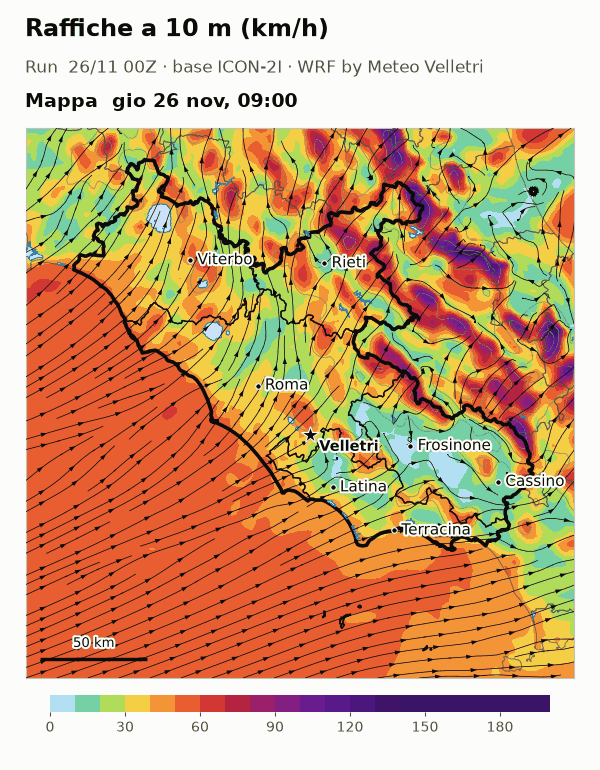 Raffiche a 10 m (km/h)
Run 26/11 00Z · base ICON-2I · WRF by Meteo Velletri
Mappa gio 26 nov, 09:00
Viterbo
Rieti
Roma
Velletri
Frosinone
Cassino
Latina
Terracina
50 km
0 30 60 90 120 150 180